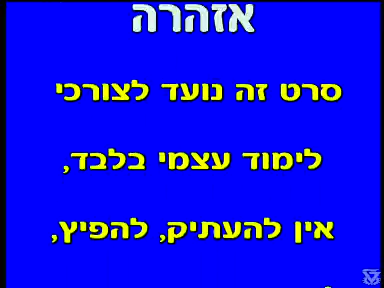 אזהרה
סרט זה נועד לצורכי
לימוד עצמי בלבד,
אין להעתיק, להפיץ,